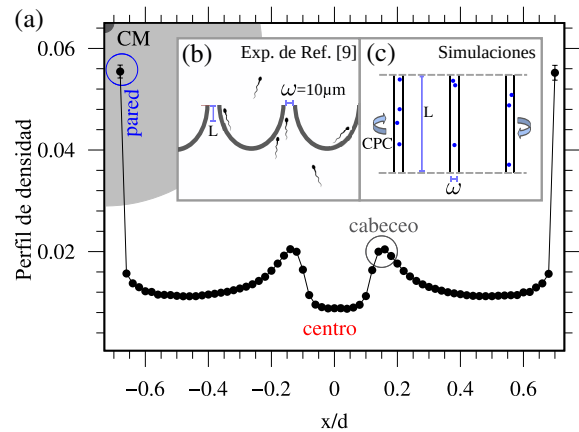 (a)
CM
pared
(b) Exp. de Ref. [9]
ω=10μm
L
(c) Simulaciones
L
CPC
ω
cabeceo
centro
Perfil de densidad
0.06
0.04
0.02
−0.6 −0.4 −0.2 0 0.2 0.4 0.6
x/d